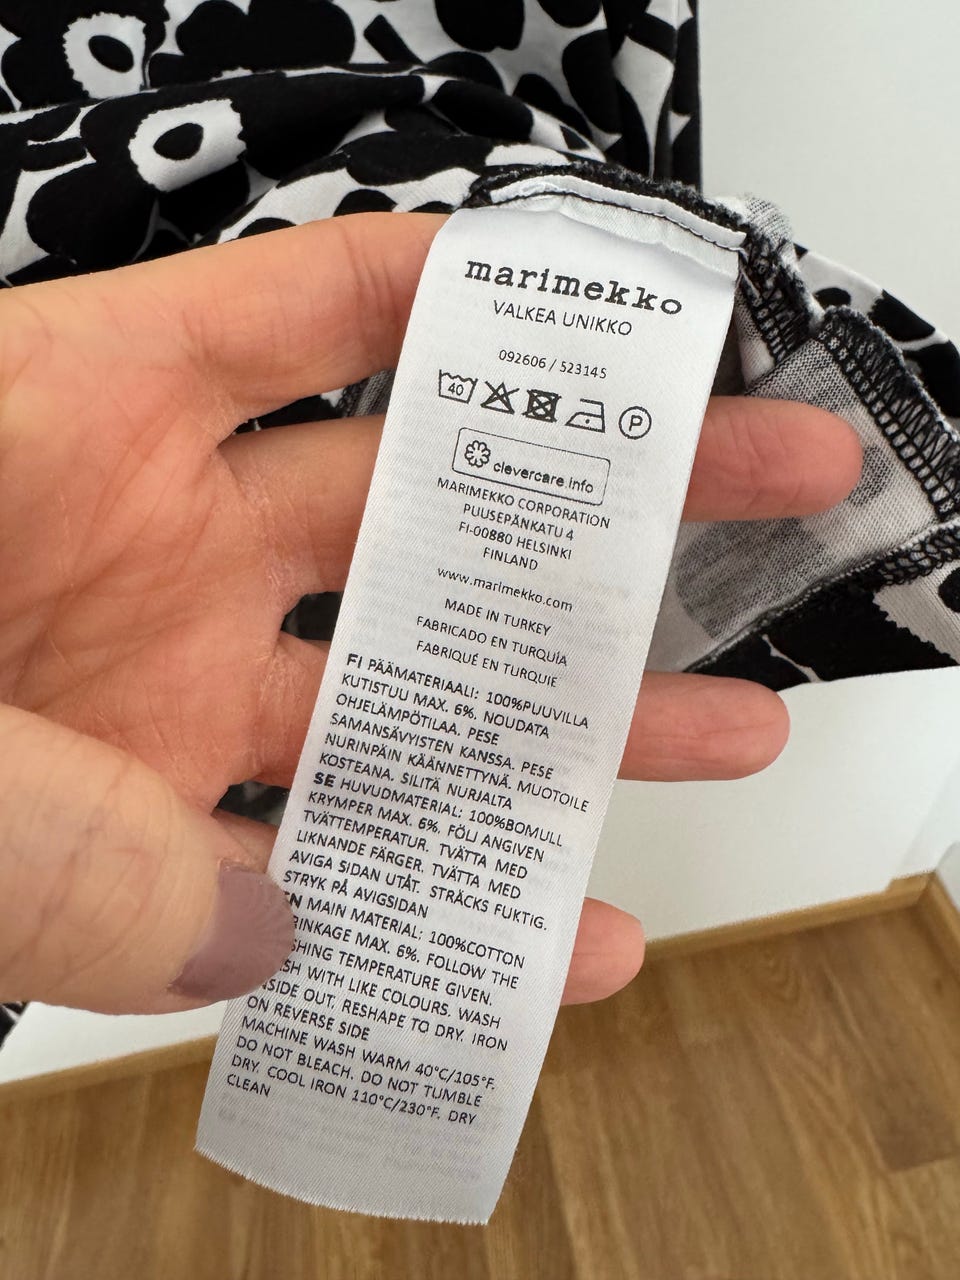 marimekko
VALKEA UNIKKO
092606 / 523145
40 P
clevercare.info
MARIMEKKO CORPORATION
PUUSEPÄNKATU 4
FI-00880 HELSINKI
FINLAND
www.marimekko.com
MADE IN TURKEY
FABRICADO EN TURQUÍA
FABRIQUÉ EN TURQUIE
FI PÄÄMATERIAALI: 100%PUUVILLA
KUTISTUU MAX. 6%, NOUDATA
OHJELÄMPÖTILAA. PESE
SAMANSÄVYISTEN KANSSA. PESE
NURINPÄIN KÄÄNNETTYNÄ. MUOTOILE
KOSTEANA. SILITÄ NURJALTA
SE HUVUDMATERIAL: 100%BOMULL
KRYMPER MAX. 6%, FÖLJ ANGIVEN
TVÄTTEMPERATUR. TVÄTTA MED
LIKNANDE FÄRGER. TVÄTTA MED
AVIGA SIDAN UTÅT. STRÄCKS FUKTIG.
STRYK PÅ AVIGSIDAN
EN MAIN MATERIAL: 100%COTTON
RINKAGE MAX. 6%. FOLLOW THE
SHING TEMPERATURE GIVEN.
SH WITH LIKE COLOURS. WASH
INSIDE OUT. RESHAPE TO DRY. IRON
ON REVERSE SIDE
MACHINE WASH WARM 40°C/105°F.
DO NOT BLEACH. DO NOT TUMBLE
DRY. COOL IRON 110°C/230°F. DRY
CLEAN